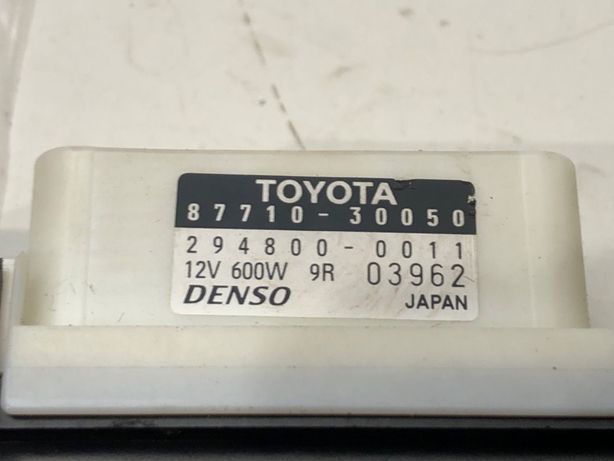 TOYOTA
87710-30050
294800-0011
12V 600W 9R 03962
DENSO JAPAN